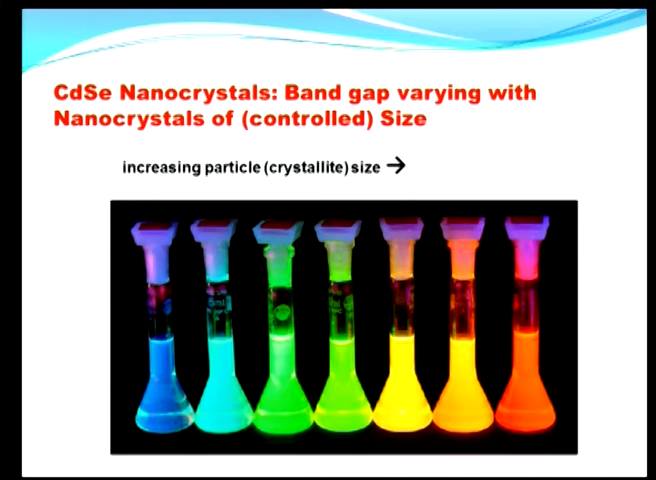 CdSe Nanocrystals: Band gap varying with
Nanocrystals of (controlled) Size
increasing particle (crystallite) size →